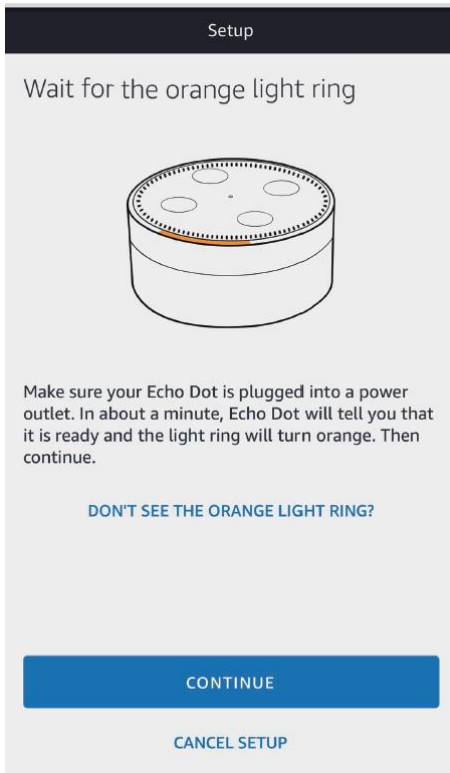 Setup
Wait for the orange light ring
Make sure your Echo Dot is plugged into a power
outlet. In about a minute, Echo Dot will tell you that
it is ready and the light ring will turn orange. Then
continue.
DON'T SEE THE ORANGE LIGHT RING?
CONTINUE
CANCEL SETUP